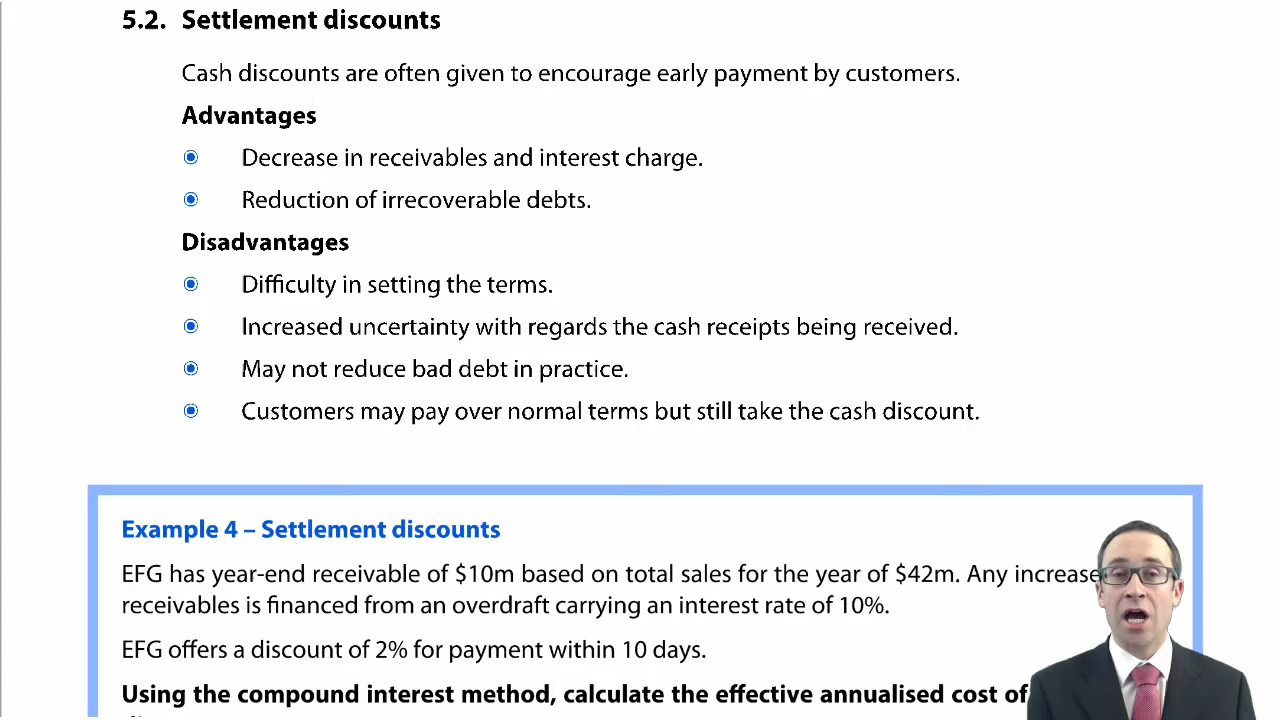 5.2. Settlement discounts
Cash discounts are often given to encourage early payment by customers.
Advantages
Decrease in receivables and interest charge.
Reduction of irrecoverable debts.
Disadvantages
Difficulty in setting the terms.
Increased uncertainty with regards the cash receipts being received.
May not reduce bad debt in practice.
Customers may pay over normal terms but still take the cash discount.
Example 4 – Settlement discounts
EFG has year-end receivable of $10m based on total sales for the year of $42m. Any increase
receivables is financed from an overdraft carrying an interest rate of 10%.
EFG offers a discount of 2% for payment within 10 days.
Using the compound interest method, calculate the effective annualised cost of